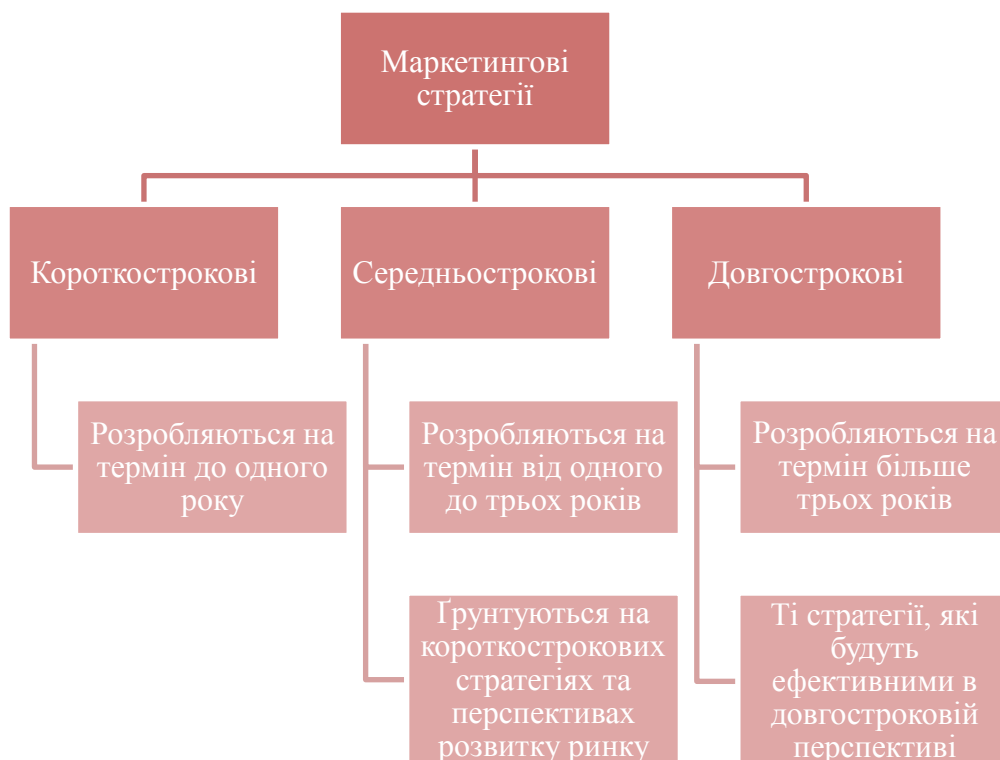 Маркетингові
стратегії
Короткострокові
Середньострокові
Довгострокові
Розробляються на
термін до одного
року
Розробляються на
термін від одного
до трьох років
Розробляються на
термін більше
трьох років
Ґрунтуються на
короткострокових
стратегіях та
перспективах
розвитку ринку
Ті стратегії, які
будуть
ефективними в
довгостроковій
перспективі